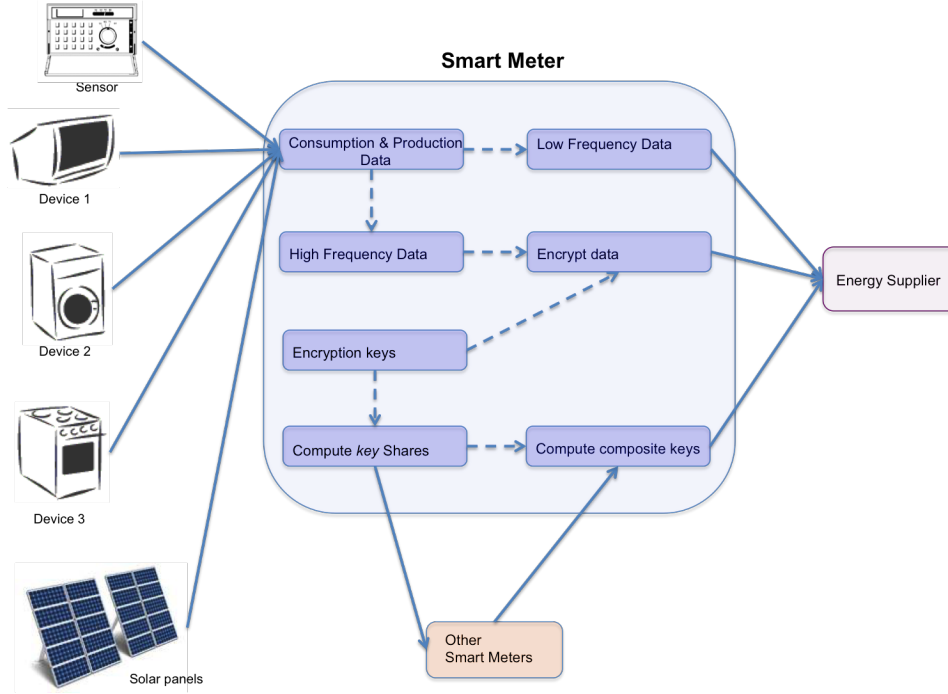 Smart Meter
Sensor
Consumption & Production
Data
Low Frequency Data
Device 1
High Frequency Data
Encrypt data
Energy Supplier
Device 2
Encryption keys
Compute key Shares
Compute composite keys
Device 3
Other
Smart Meters
Solar panels